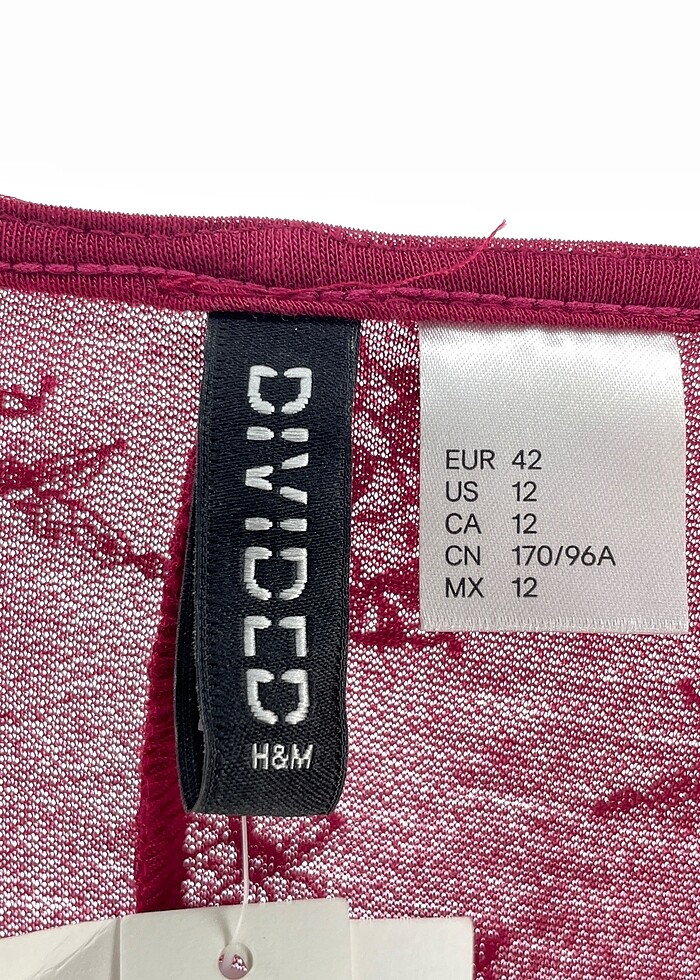 DIVIDED
H&M
EUR 42
US 12
CA 12
CN 170/96A
MX 12